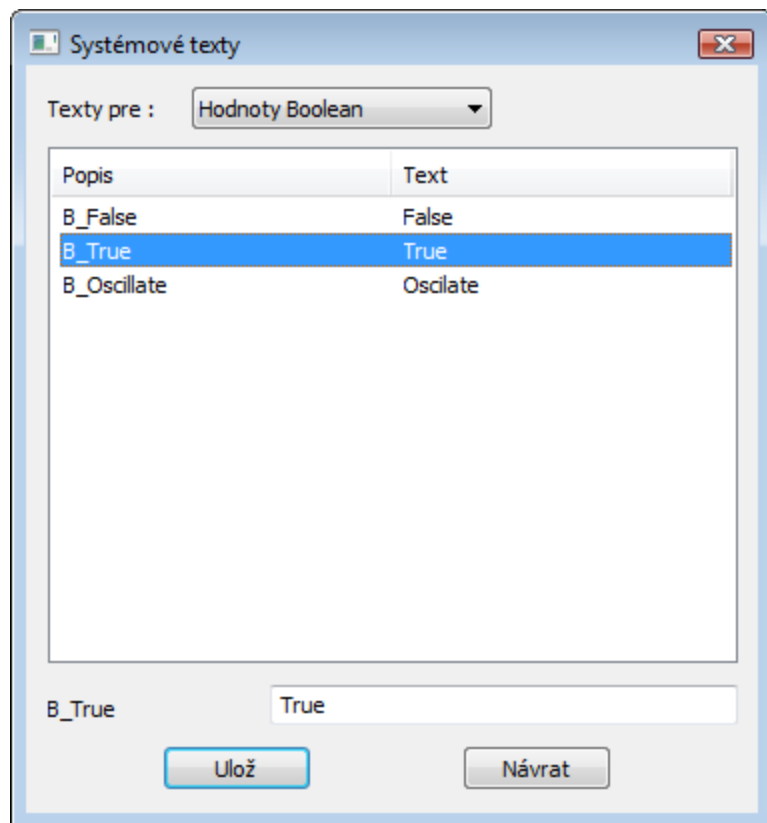 Systémové texty
Texty pre : Hodnoty Boolean
Popis Text
B_False False
B_True True
B_Oscillate Oscilate
B_True True
Ulož Návrat